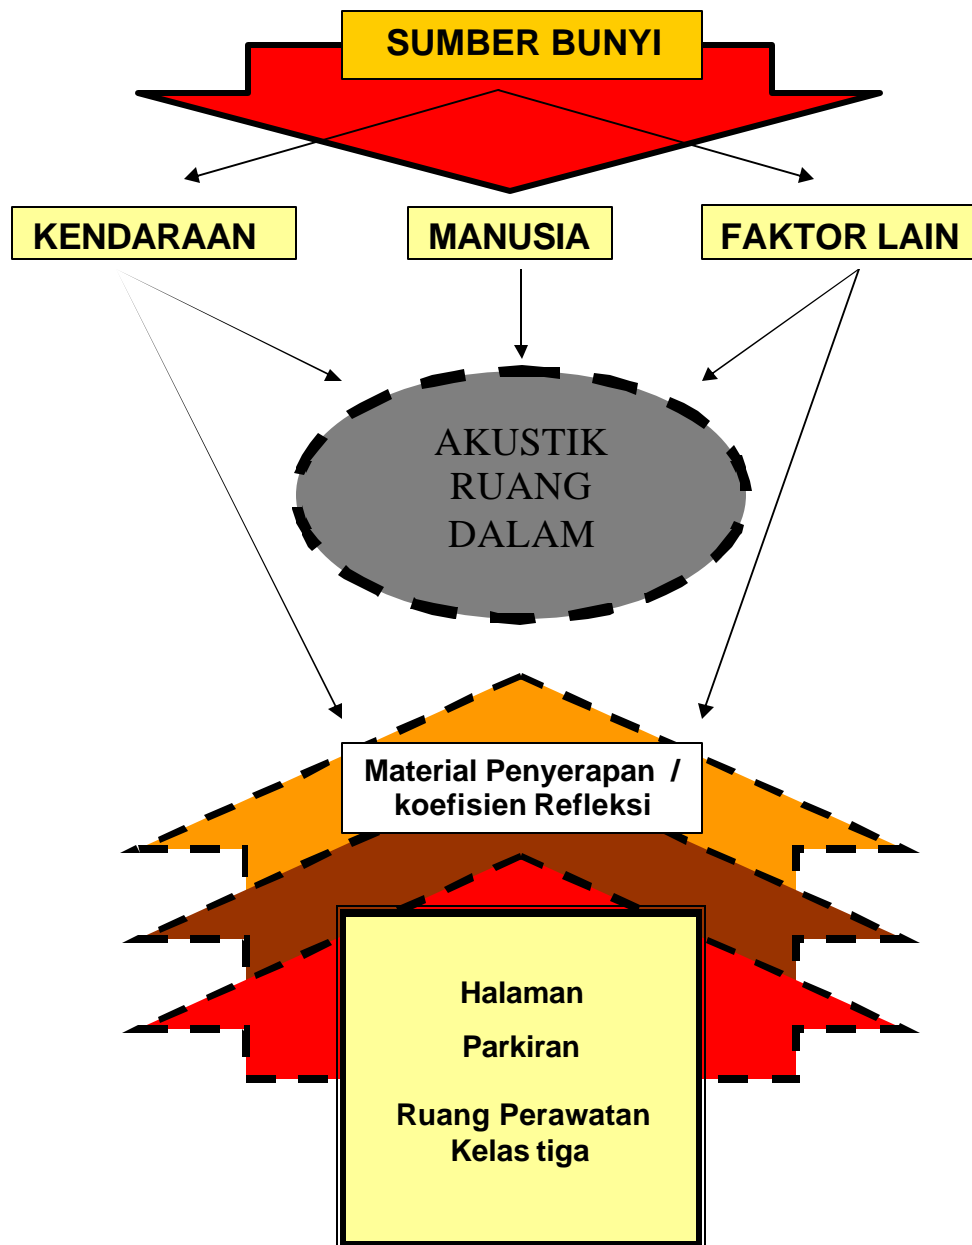 SUMBER BUNYI
KENDARAAN
MANUSIA
FAKTOR LAIN
AKUSTIK
RUANG
DALAM
Material Penyerapan /
koefisien Refleksi
Halaman
Parkiran
Ruang Perawatan
Kelas tiga